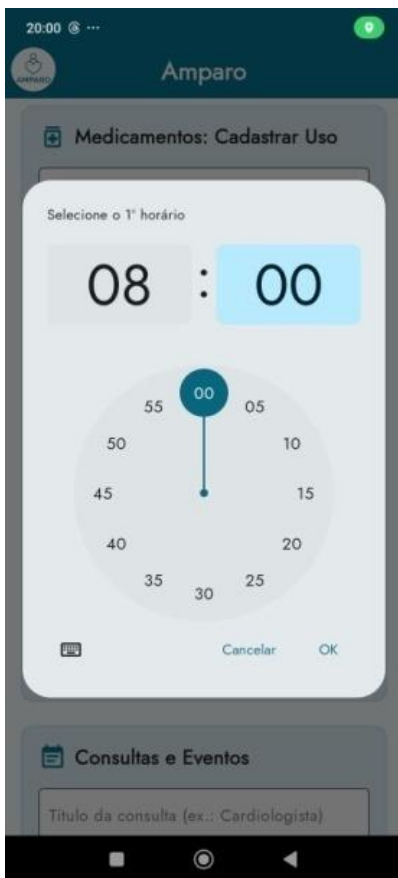 20:00
AMPARO
Amparo
Medicamentos: Cadastrar Uso
Selecione o 1º horário
08 : 00
00
55 05
50 10
45 15
40 20
35 25
30
Cancelar OK
Consultas e Eventos
Título da consulta (ex.: Cardiologista)